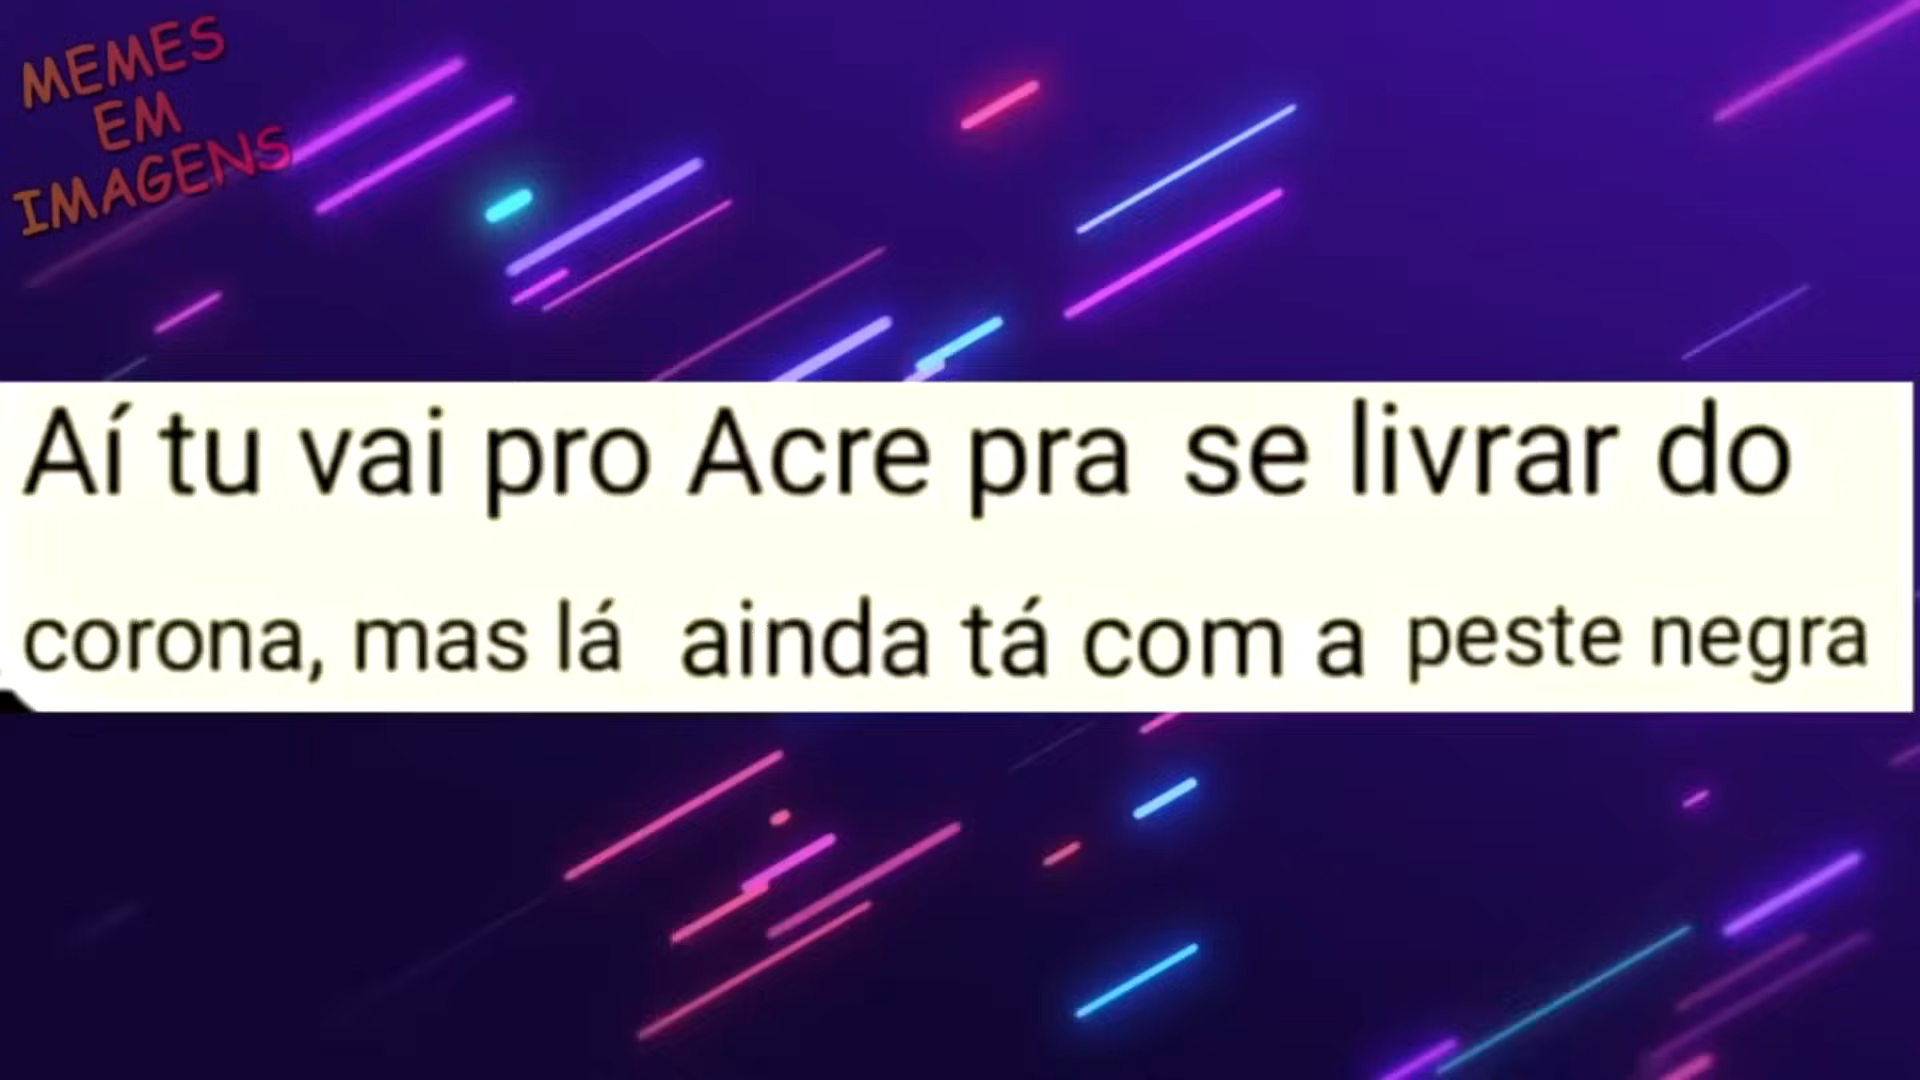 MEMES
EM
IMAGENS
Aí tu vai pro Acre pra se livrar do
corona, mas lá ainda tá com a peste negra